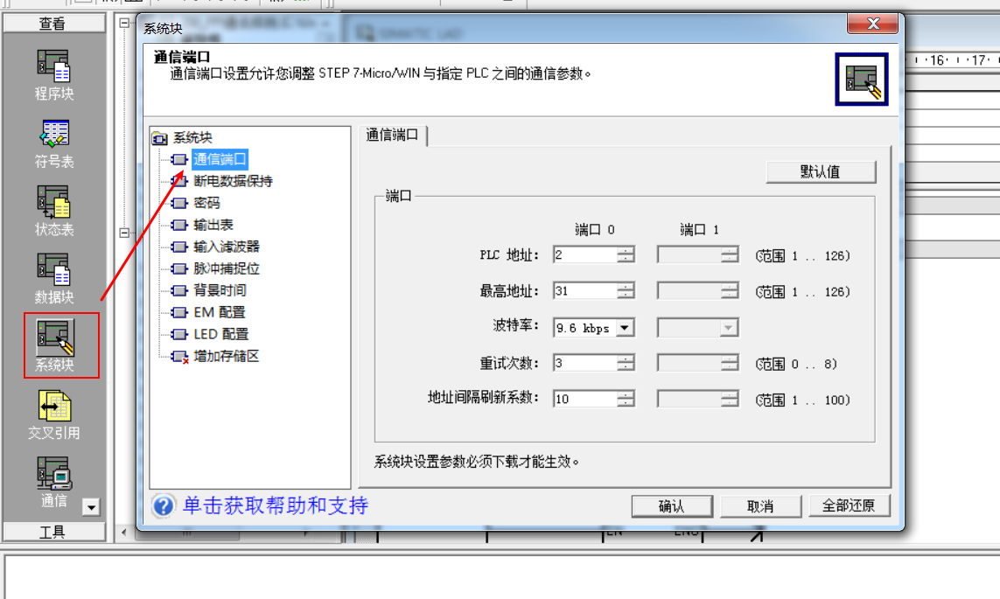 查看
系统块
通信端口
通信端口设置允许您调整 STEP 7-Micro/WIN 与指定 PLC 之间的通信参数。
·16· · ·17·
程序块
符号表
状态表
数据块
系统块
交叉引用
通信
工具
系统块
通信端口
断电数据保持
密码
输出表
输入滤波器
脉冲捕捉位
背景时间
EM 配置
LED 配置
增加存储区
通信端口
默认值
端口
端口 0 端口 1
PLC 地址: 2 (范围 1 .. 126)
最高地址: 31 (范围 1 .. 126)
波特率: 9.6 kbps
重试次数: 3 (范围 0 .. 8)
地址间隔刷新系数: 10 (范围 1 .. 100)
系统块设置参数必须下载才能生效。
单击获取帮助和支持
确认 取消 全部还原